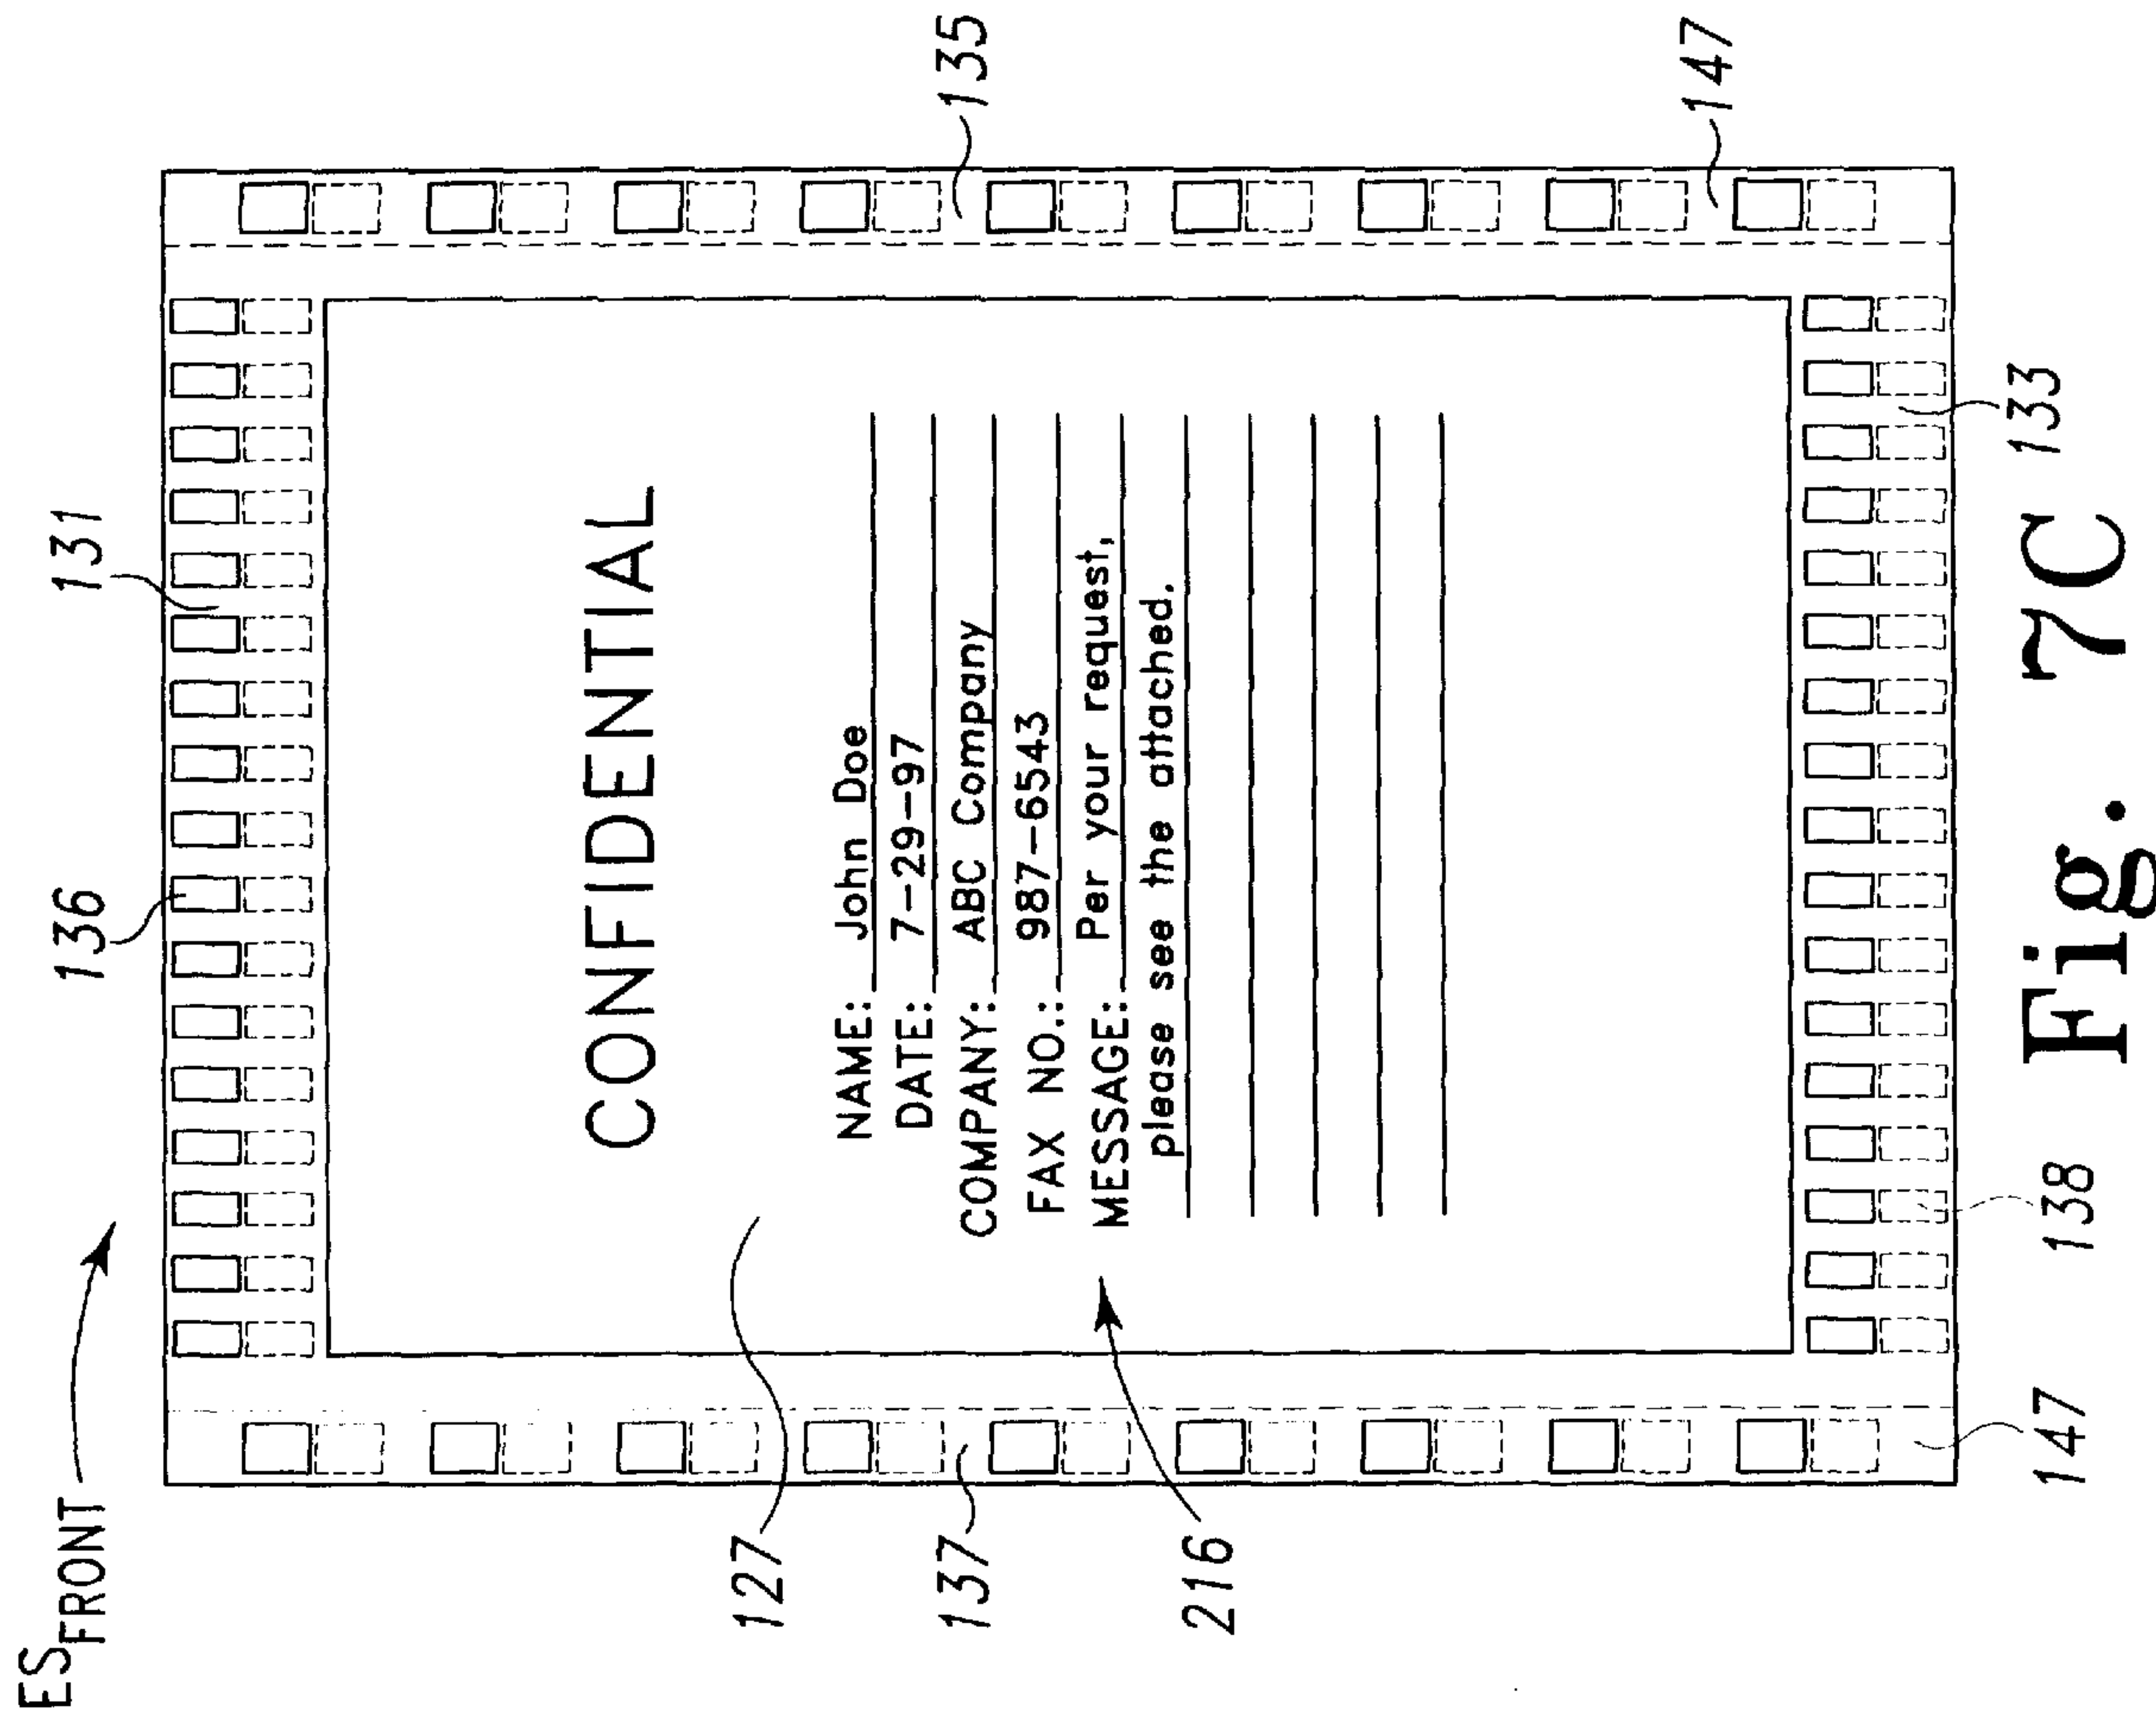 ES FRONT
136
131
CONFIDENTIAL
127
NAME: John Doe
DATE: 7-29-97
COMPANY: ABC Company
FAX NO.: 987-6543
MESSAGE: Per your request,
please see the attached.
137
135
216
147
147
138
133
Fig. 7C